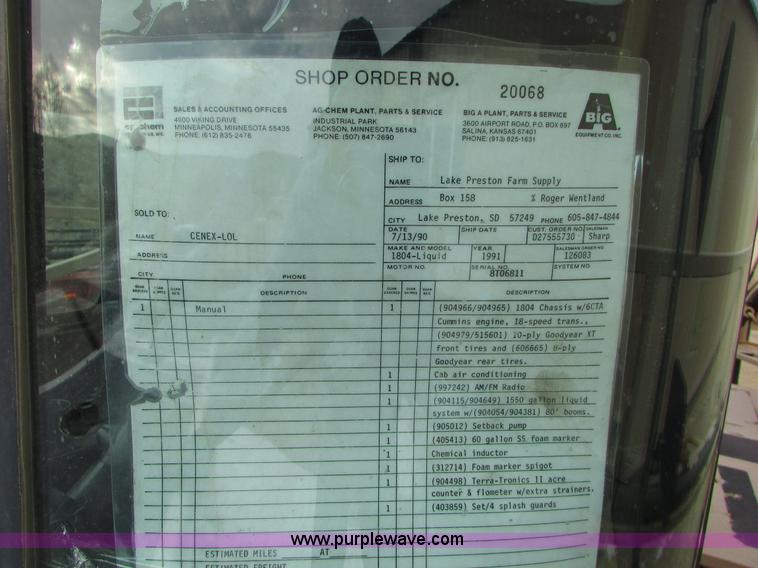 SHOP ORDER NO. 20068
SALES & ACCOUNTING OFFICES
4900 VIKING DRIVE
MINNEAPOLIS, MINNESOTA 55435
PHONE: (612) 835-2476
AG-CHEM PLANT, PARTS & SERVICE
INDUSTRIAL PARK
JACKSON, MINNESOTA 56143
PHONE: (507) 847-2690
BIG A PLANT, PARTS & SERVICE
3600 AIRPORT ROAD, P.O. BOX 897
SALINA, KANSAS 67401
PHONE: (913) 825-1631
BIG A
EQUIPMENT CO. INC.
SOLD TO:
NAME CENEX-LOL
ADDRESS
CITY PHONE
SHIP TO:
NAME Lake Preston Farm Supply
ADDRESS Box 158 % Roger Wentland
CITY Lake Preston, SD 57249 PHONE 605-847-4844
DATE SHIP DATE CUST. ORDER NO. SALESMAN
7/13/90 D27555730 Sharp
MAKE AND MODEL YEAR SALESMAN ORDER NO
1804-Liquid 1991 126083
MOTOR NO. SERIAL NO. SYSTEM NO.
8T06811
DESCRIPTION
1 Manual
DESCRIPTION
1 (904966/904965) 1804 Chassis w/6CTA
Cummins engine, 18-speed trans.,
(904979/515601) 10-ply Goodyear XT
front tires and (606665) 8-ply
Goodyear rear tires.
1 Cab air conditioning
1 (997242) AM/FM Radio
1 (904115/904649) 1550 gallon liquid
system w/(904054/904381) 80' booms.
1 (905012) Setback pump
1 (405413) 60 gallon SS foam marker
1 Chemical inductor
1 (312714) Foam marker spigot
1 (904498) Terra-Tronics II acre
counter & flometer w/extra strainers.
1 (403859) Set/4 splash guards
ESTIMATED MILES AT
ESTIMATED FREIGHT
www.purplewave.com